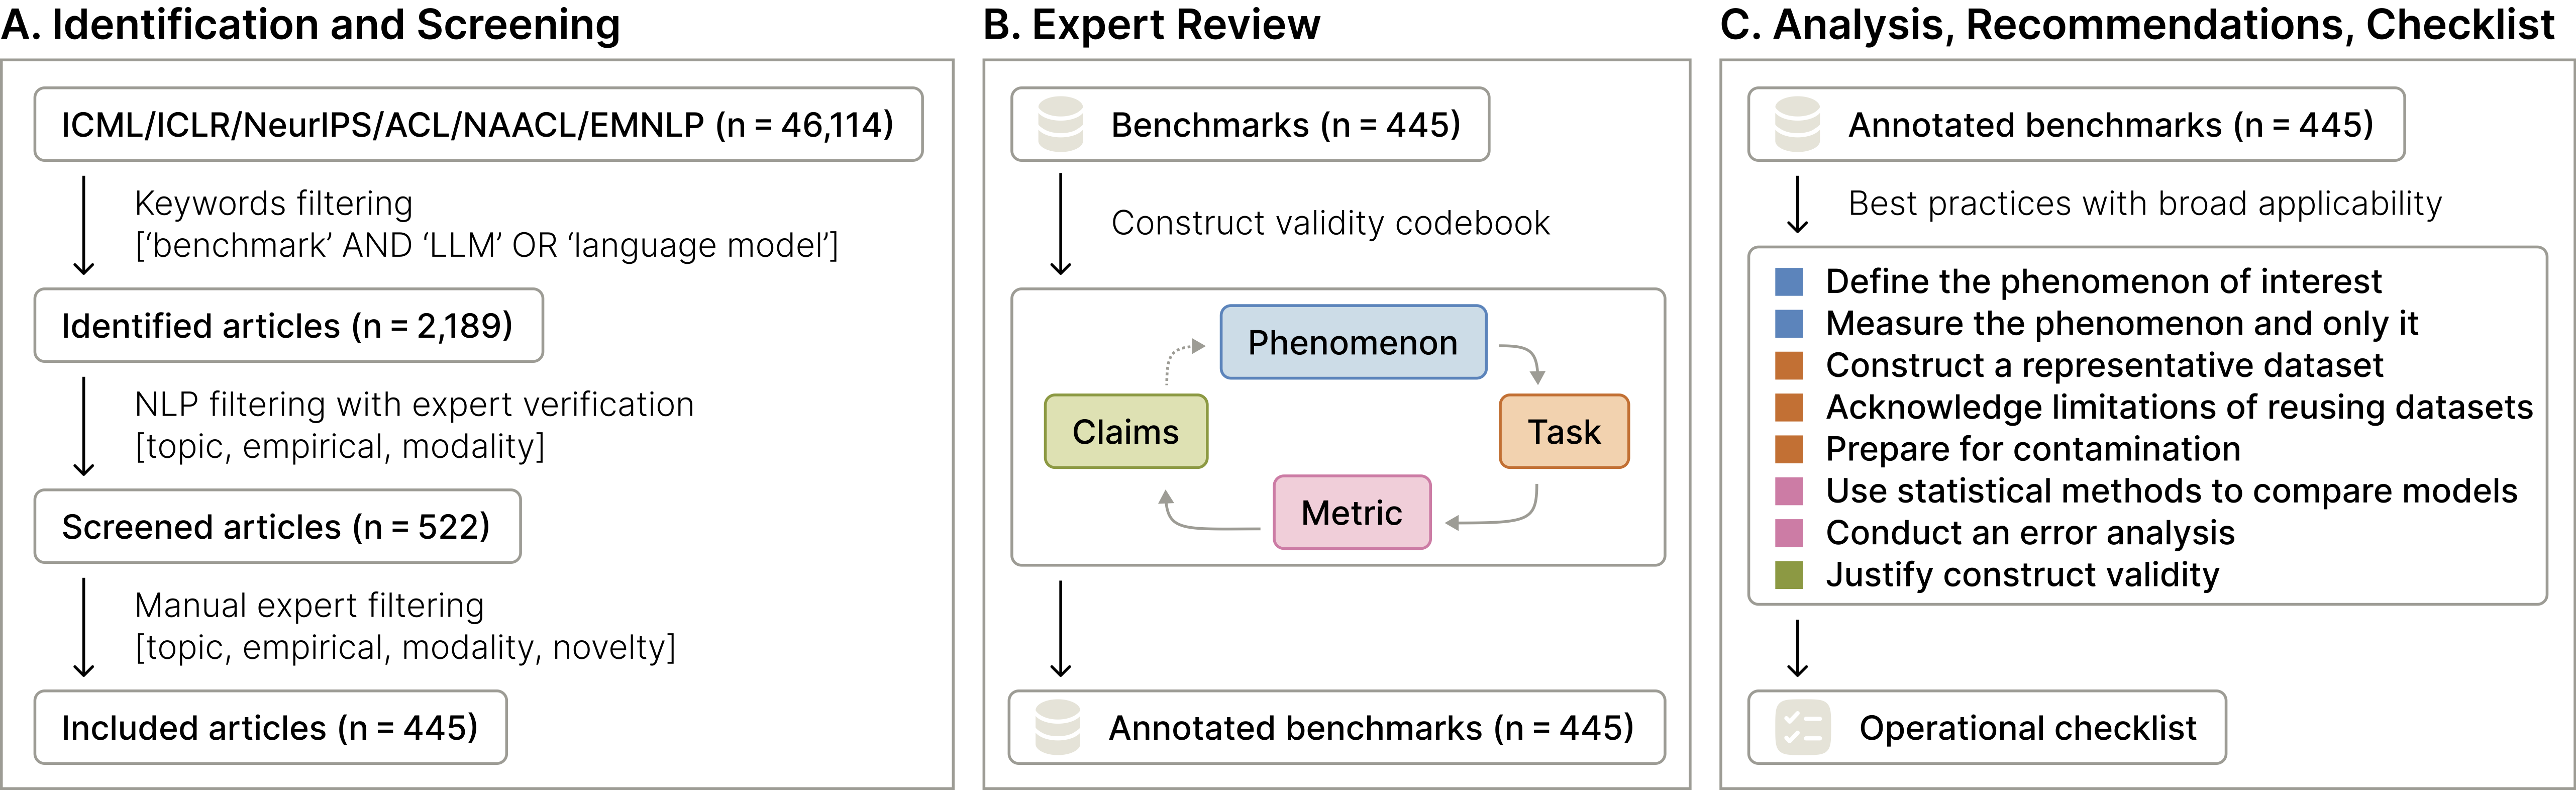 A. Identification and Screening
ICML/ICLR/NeurIPS/ACL/NAACL/EMNLP (n = 46,114)
Keywords filtering
[‘benchmark’ AND ‘LLM’ OR ‘language model’]
Identified articles (n = 2,189)
NLP filtering with expert verification
[topic, empirical, modality]
Screened articles (n = 522)
Manual expert filtering
[topic, empirical, modality, novelty]
Included articles (n = 445)
B. Expert Review
Benchmarks (n = 445)
Construct validity codebook
Phenomenon
Task
Metric
Claims
Annotated benchmarks (n = 445)
C. Analysis, Recommendations, Checklist
Annotated benchmarks (n = 445)
Best practices with broad applicability
Define the phenomenon of interest
Measure the phenomenon and only it
Construct a representative dataset
Acknowledge limitations of reusing datasets
Prepare for contamination
Use statistical methods to compare models
Conduct an error analysis
Justify construct validity
Operational checklist